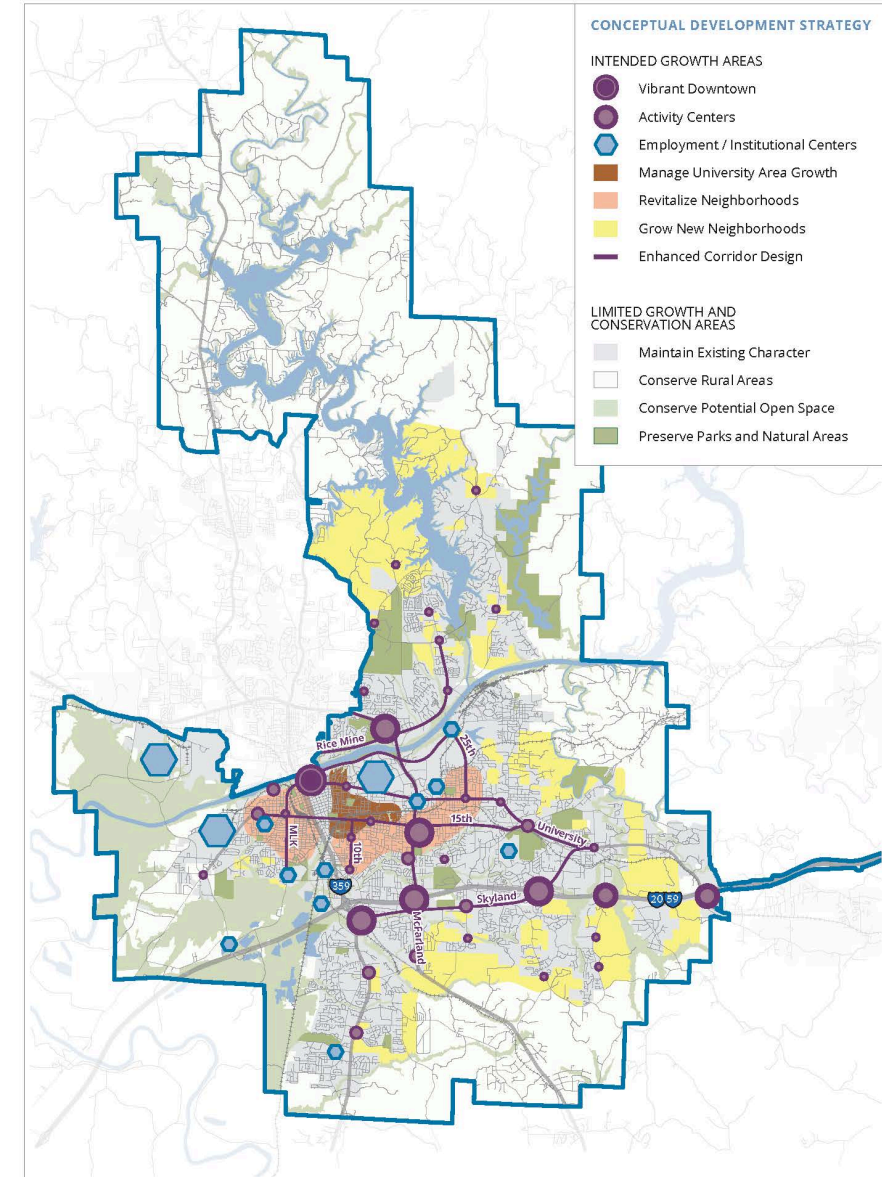 CONCEPTUAL DEVELOPMENT STRATEGY
INTENDED GROWTH AREAS
Vibrant Downtown
Activity Centers
Employment / Institutional Centers
Manage University Area Growth
Revitalize Neighborhoods
Grow New Neighborhoods
Enhanced Corridor Design
LIMITED GROWTH AND
CONSERVATION AREAS
Maintain Existing Character
Conserve Rural Areas
Conserve Potential Open Space
Preserve Parks and Natural Areas
Rice Mine
25th
15th
University
MLK
10th
359
Skyland
20 59
McFarland